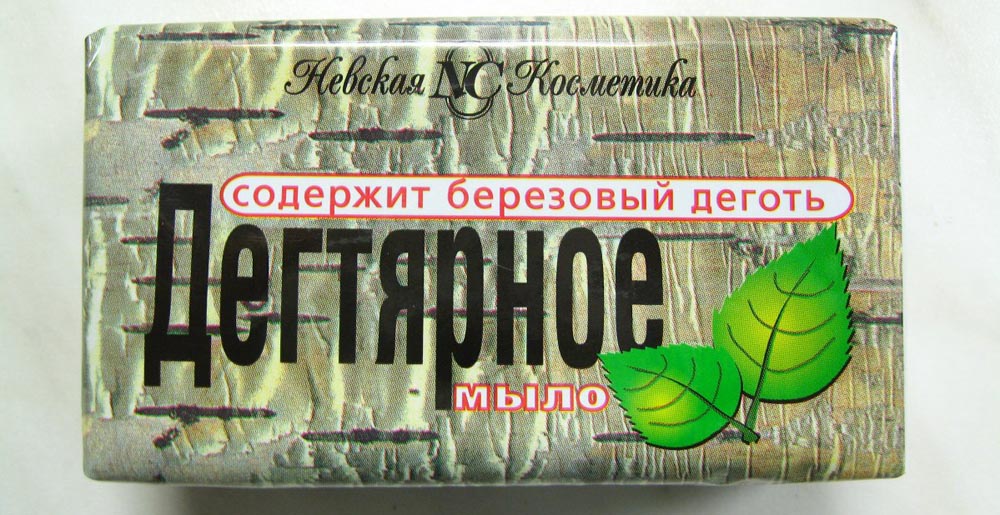 Невская NC Косметика
содержит березовый деготь
Дегтярное
мыло